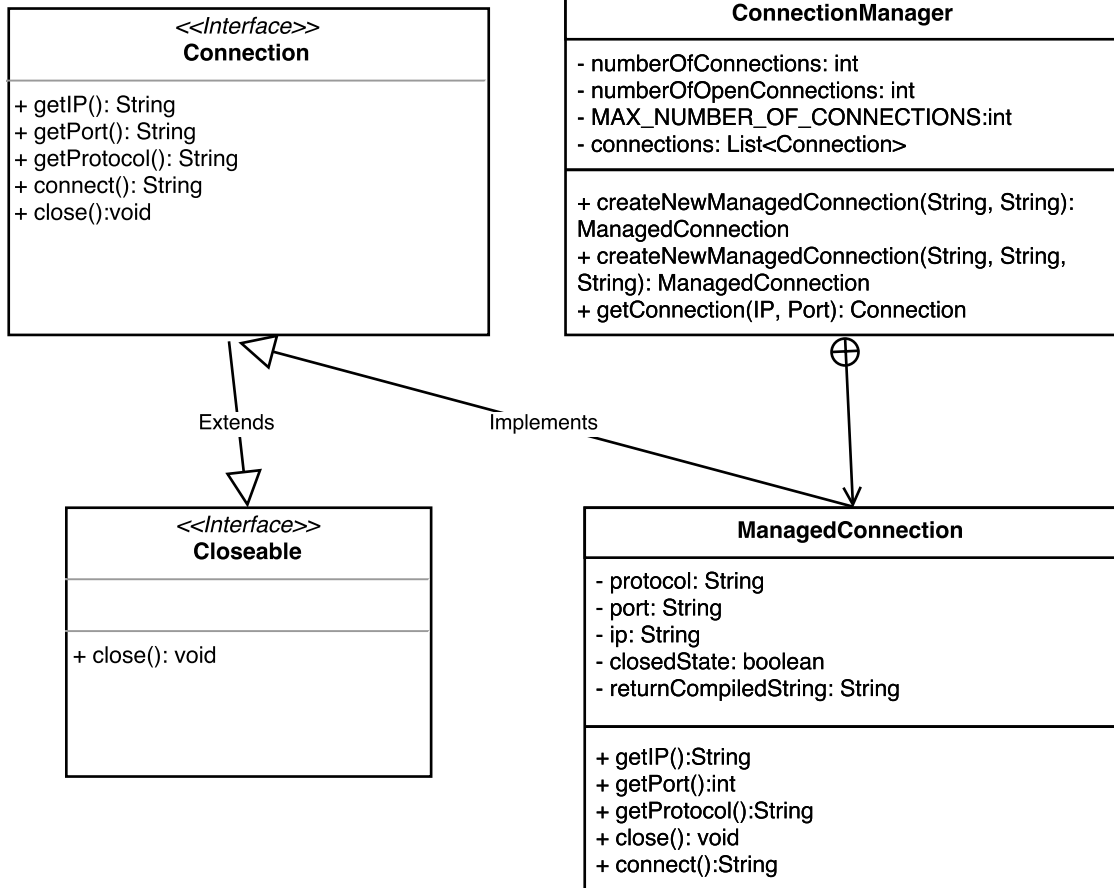 <<Interface>>
Connection
+ getIP(): String
+ getPort(): String
+ getProtocol(): String
+ connect(): String
+ close():void
ConnectionManager
- numberOfConnections: int
- numberOfOpenConnections: int
- MAX_NUMBER_OF_CONNECTIONS:int
- connections: List<Connection>
+ createNewManagedConnection(String, String):
ManagedConnection
+ createNewManagedConnection(String, String,
String): ManagedConnection
+ getConnection(IP, Port): Connection
Extends
Implements
<<Interface>>
Closeable
+ close(): void
ManagedConnection
- protocol: String
- port: String
- ip: String
- closedState: boolean
- returnCompiledString: String
+ getIP():String
+ getPort():int
+ getProtocol():String
+ close(): void
+ connect():String